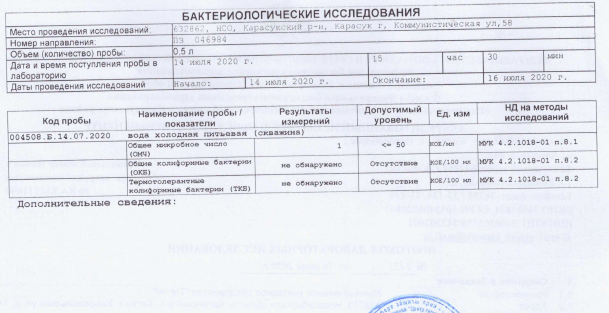 БАКТЕРИОЛОГИЧЕСКИЕ ИССЛЕДОВАНИЯ
Место проведения исследований: 632862, НСО, Карасукский р-н, Карасук г, Коммунистическая ул,58
Номер направления: 046984
Объем (количество) пробы: 0,5 л
Дата и время поступления пробы в лабораторию 14 июля 2020 г. 15 час 30 мин
Даты проведения исследований Начало: 14 июля 2020 г. Окончание: 16 июля 2020 г.
Код пробы Наименование пробы / показатели Результаты измерений Допустимый уровень Ед. изм НД на методы исследований
004508.Б.14.07.2020 вода холодная питьевая (скважина)
Общее микробное число (ОМЧ) 1 <= 50 КОЕ/мл МУК 4.2.1018-01 п.8.1
Общие колиформные бактерии (ОКБ) не обнаружено Отсутствие КОЕ/100 мл МУК 4.2.1018-01 п.8.2
Термотолерантные колиформные бактерии (ТКБ) не обнаружено Отсутствие КОЕ/100 мл МУК 4.2.1018-01 п.8.2
Дополнительные сведения: